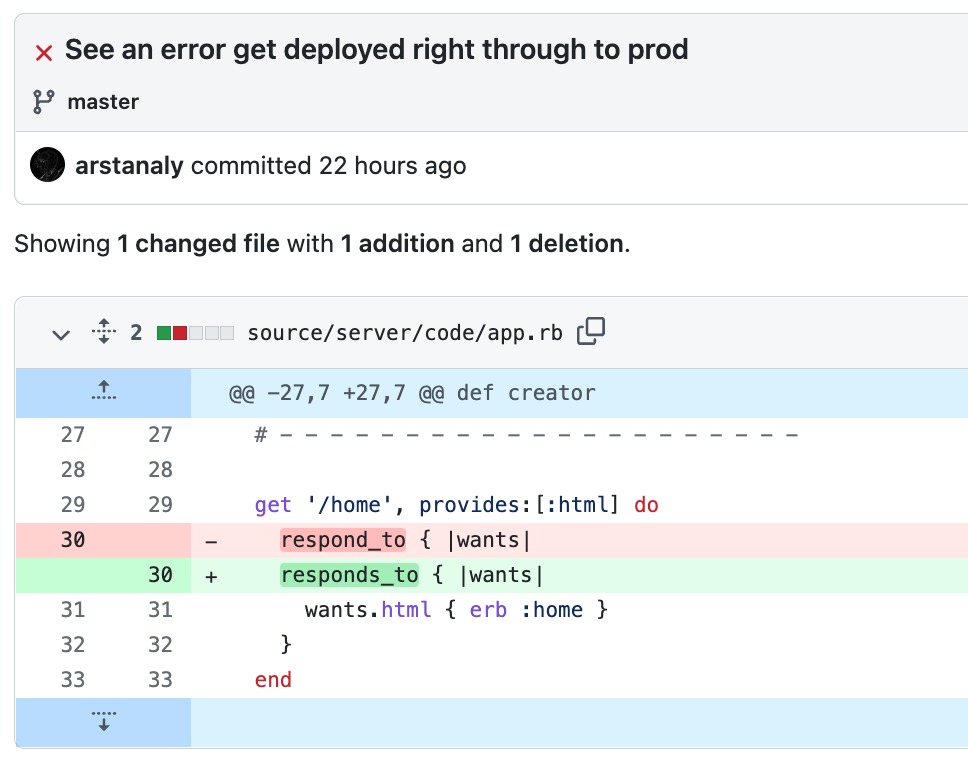 See an error get deployed right through to prod
master
arstanaly committed 22 hours ago
Showing 1 changed file with 1 addition and 1 deletion.
2 source/server/code/app.rb
@@ -27,7 +27,7 @@ def creator
27 27 # - - - - - - - - - - - - - - - - - - - - -
28 28
29 29 get '/home', provides:[:html] do
30 - respond_to { |wants|
30 + responds_to { |wants|
31 31 wants.html { erb :home }
32 32 }
33 33 end